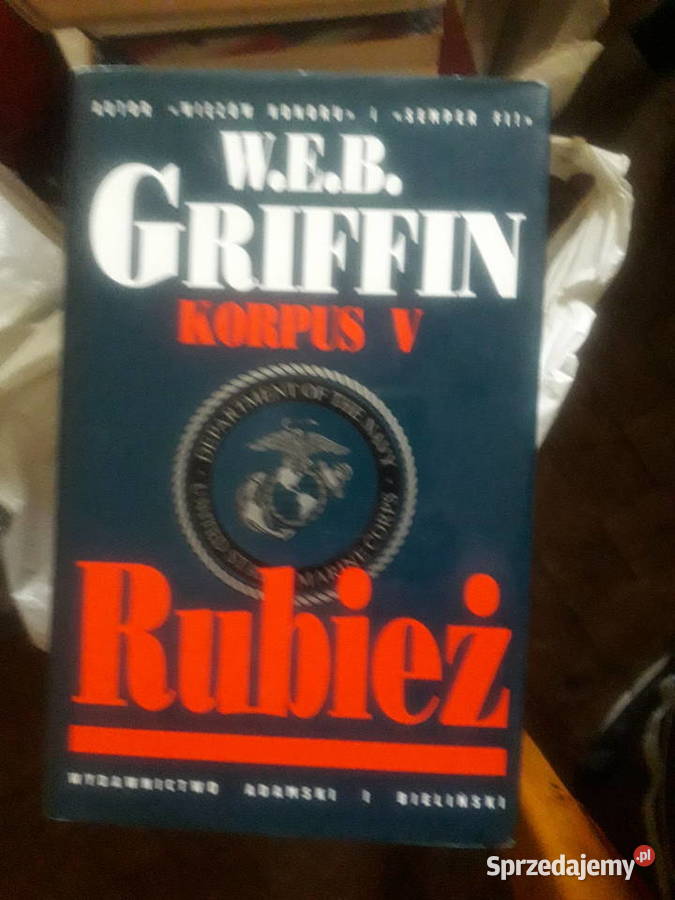 AUTOR «WIĘZÓW HONORU» I «SEMPER FI!»
W.E.B.
GRIFFIN
KORPUS V
DEPARTMENT OF THE NAVY
UNITED STATES MARINE CORPS
Rubież
WYDAWNICTWO ADAMSKI I BIELIŃSKI
Sprzedajemy.pl